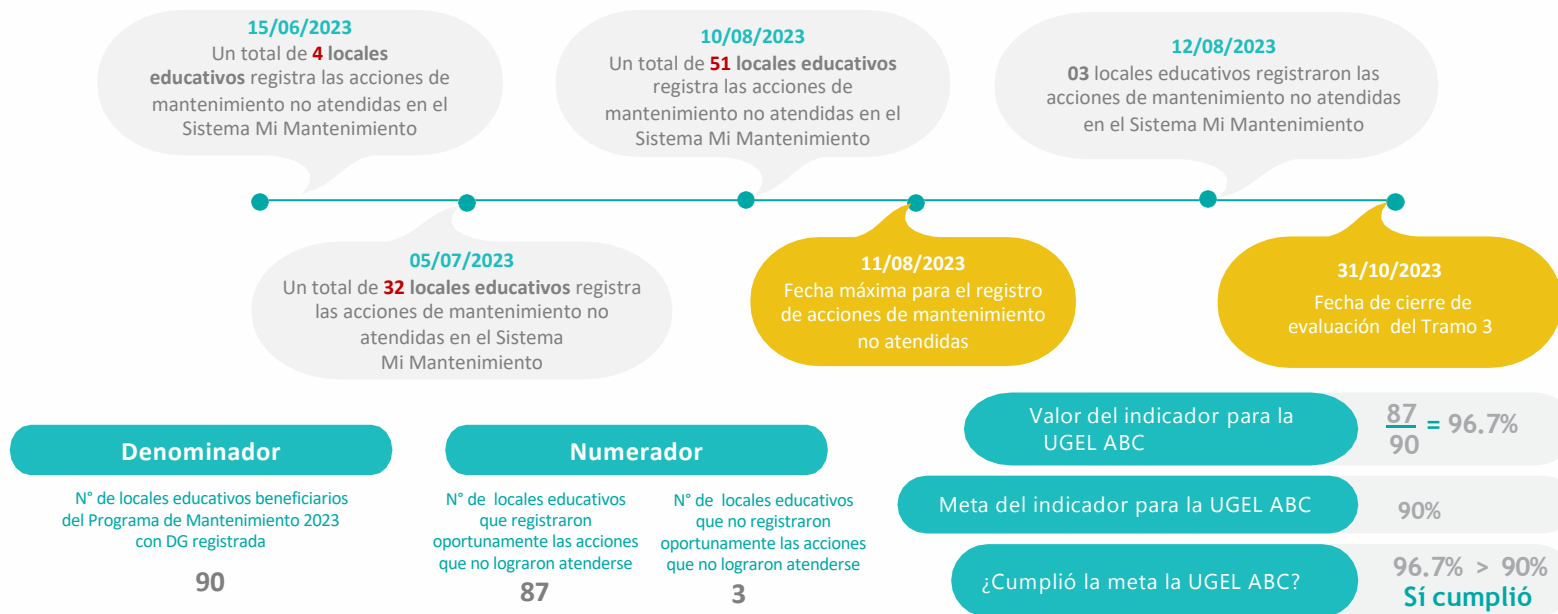 15/06/2023
Un total de 4 locales
educativos registra las acciones de
mantenimiento no atendidas en el
Sistema Mi Mantenimiento
10/08/2023
Un total de 51 locales educativos
registra las acciones de
mantenimiento no atendidas en el
Sistema Mi Mantenimiento
12/08/2023
03 locales educativos registraron las
acciones de mantenimiento no atendidas
en el Sistema Mi Mantenimiento
05/07/2023
Un total de 32 locales educativos registra
las acciones de mantenimiento no
atendidas en el Sistema
Mi Mantenimiento
11/08/2023
Fecha máxima para el registro
de acciones de mantenimiento
no atendidas
31/10/2023
Fecha de cierre de
evaluación del Tramo 3
Denominador
N° de locales educativos beneficiarios
del Programa de Mantenimiento 2023
con DG registrada
90
Numerador
N° de locales educativos
que registraron
oportunamente las acciones
que no lograron atenderse
87
N° de locales educativos
que no registraron
oportunamente las acciones
que no lograron atenderse
3
Valor del indicador para la
UGEL ABC
87
90
= 96.7%
Meta del indicador para la UGEL ABC
90%
¿Cumplió la meta la UGEL ABC?
96.7% > 90%
Sí cumplió